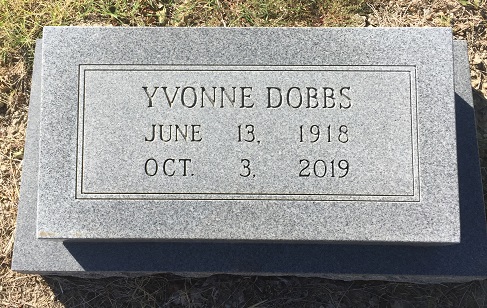 YVONNE DOBBS
JUNE 13, 1918
OCT. 3, 2019